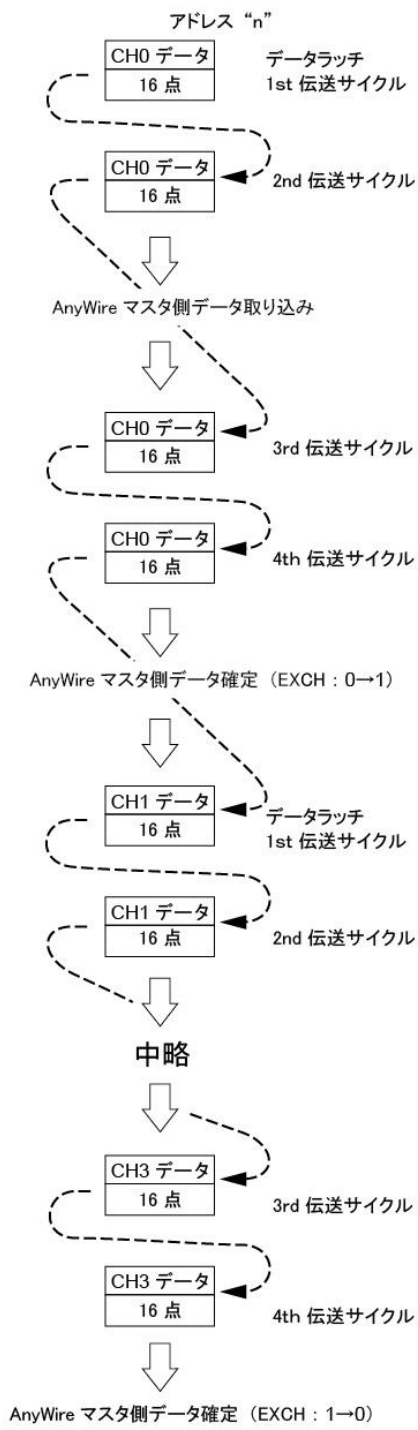 アドレス “n”
CH0 データ
16 点
データラッチ
1st 伝送サイクル
CH0 データ
16 点
2nd 伝送サイクル
AnyWire マスタ側データ取り込み
CH0 データ
16 点
3rd 伝送サイクル
CH0 データ
16 点
4th 伝送サイクル
AnyWire マスタ側データ確定 (EXCH : 0→1)
CH1 データ
16 点
データラッチ
1st 伝送サイクル
CH1 データ
16 点
2nd 伝送サイクル
中略
CH3 データ
16 点
3rd 伝送サイクル
CH3 データ
16 点
4th 伝送サイクル
AnyWire マスタ側データ確定 (EXCH : 1→0)